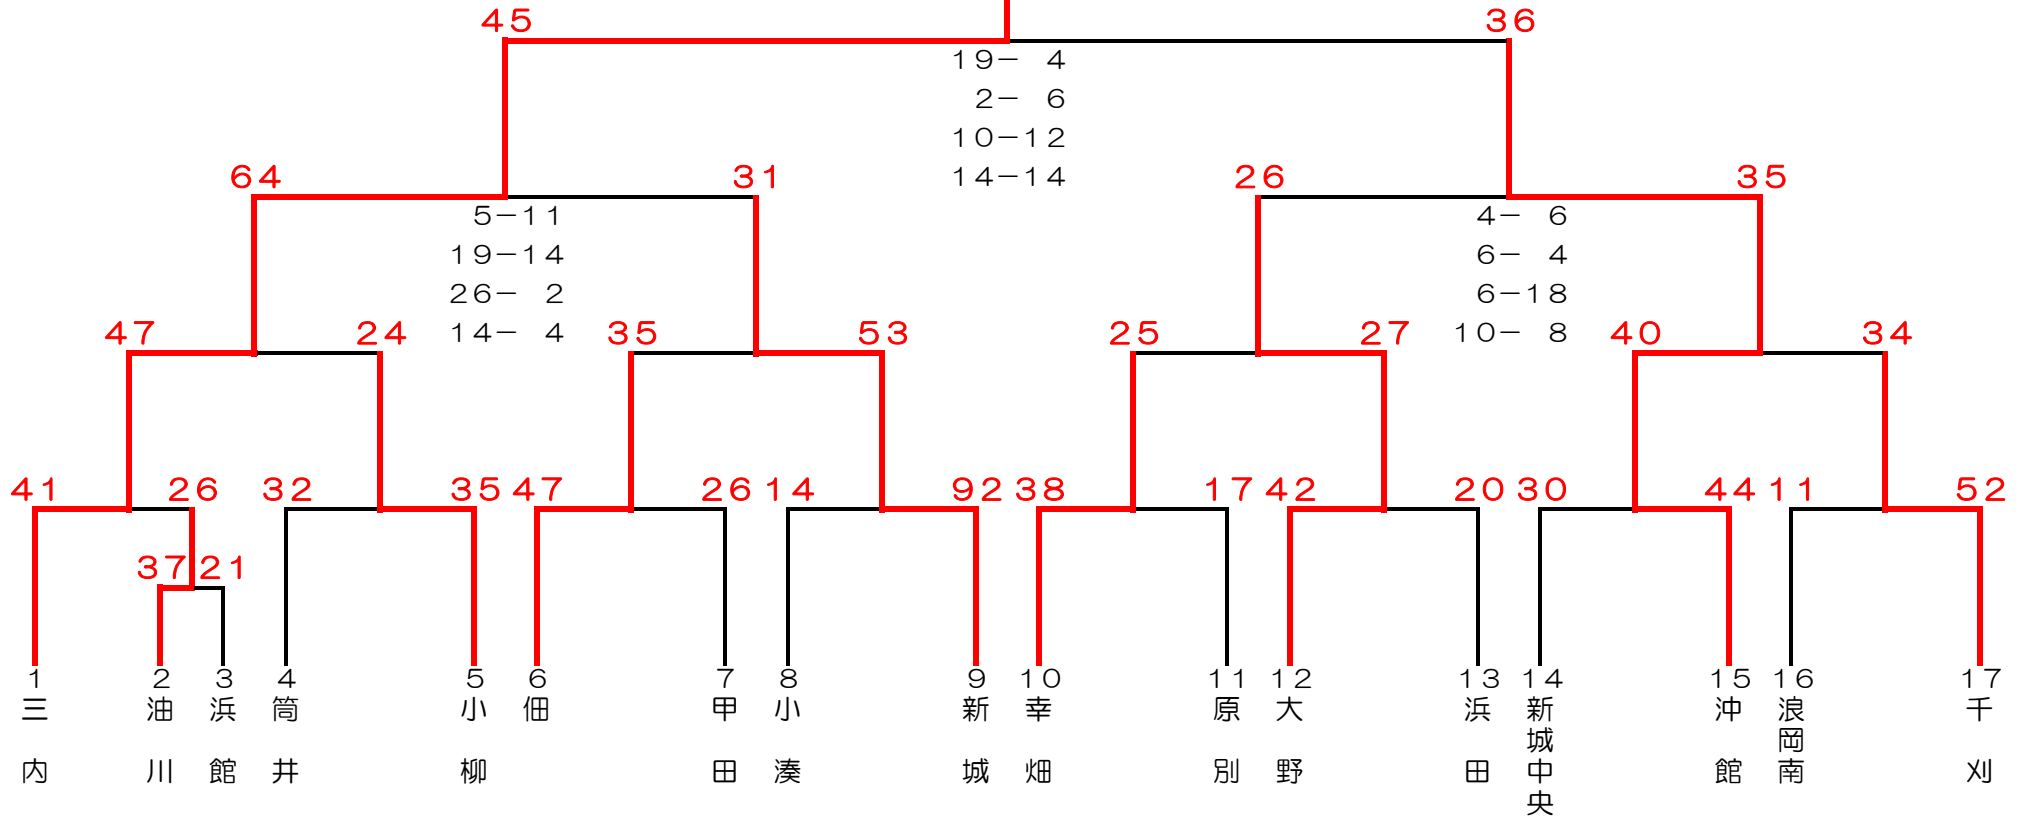 45 36
19－ 4
2－ 6
10－12
14－14
64 31 26 35
5－11 4－ 6
19－14 6－ 4
26－ 2 6－18
14－ 4 10－ 8
47 24 35 53 25 27 40 34
41 26 32 35 47 26 14 92 38 17 42 20 30 44 11 52
37 21
1 2 3 4 5 6 7 8 9 10 11 12 13 14 15 16 17
三内
油川
浜館
筒井
小柳
佃
甲田
小湊
新城
幸畑
原別
大野
浜田
新城中央
沖館
浪岡南
千刈